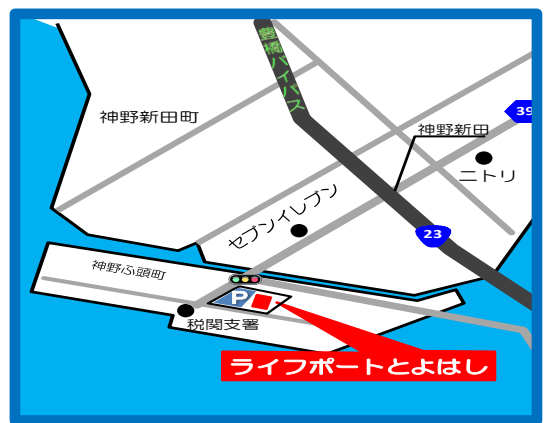 豊橋バイパス
神野新田町
神野新田
39
ニトリ
セブンイレブン
23
神野ふ頭町
P
税関支署
ライフポートとよはし